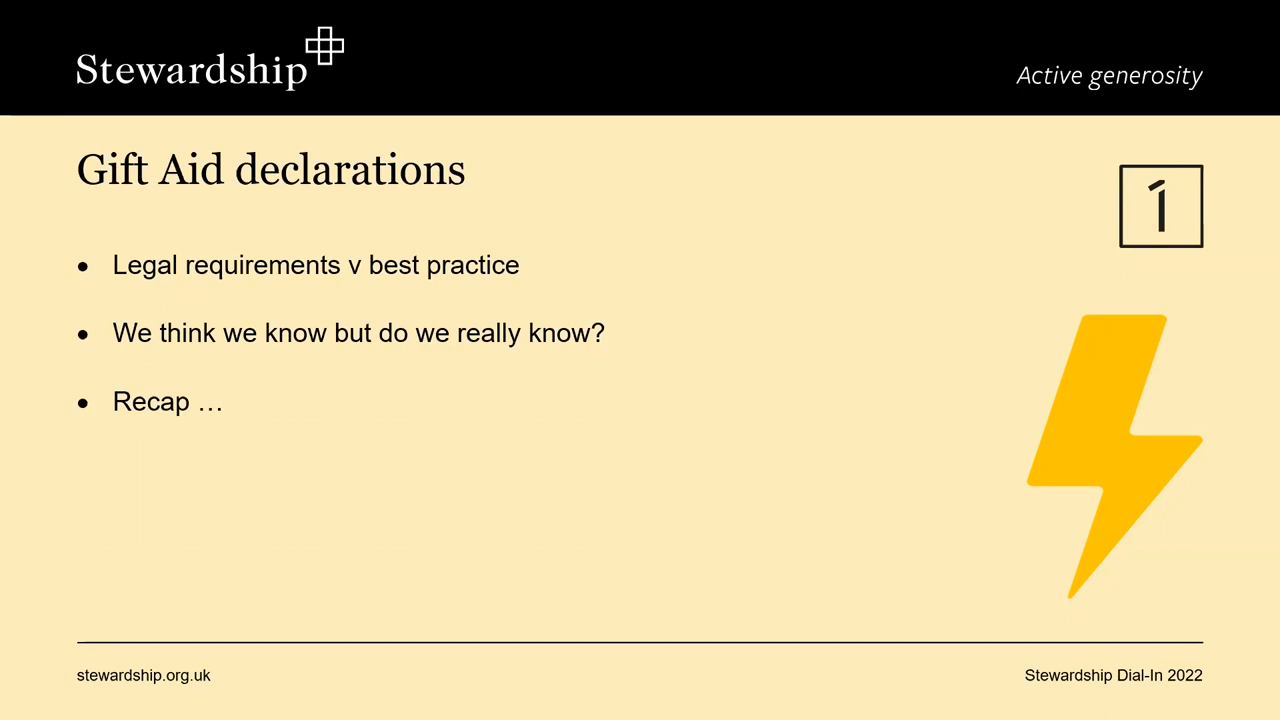 Stewardship
Active generosity
Gift Aid declarations
1
• Legal requirements v best practice
• We think we know but do we really know?
• Recap …
stewardship.org.uk
Stewardship Dial-In 2022